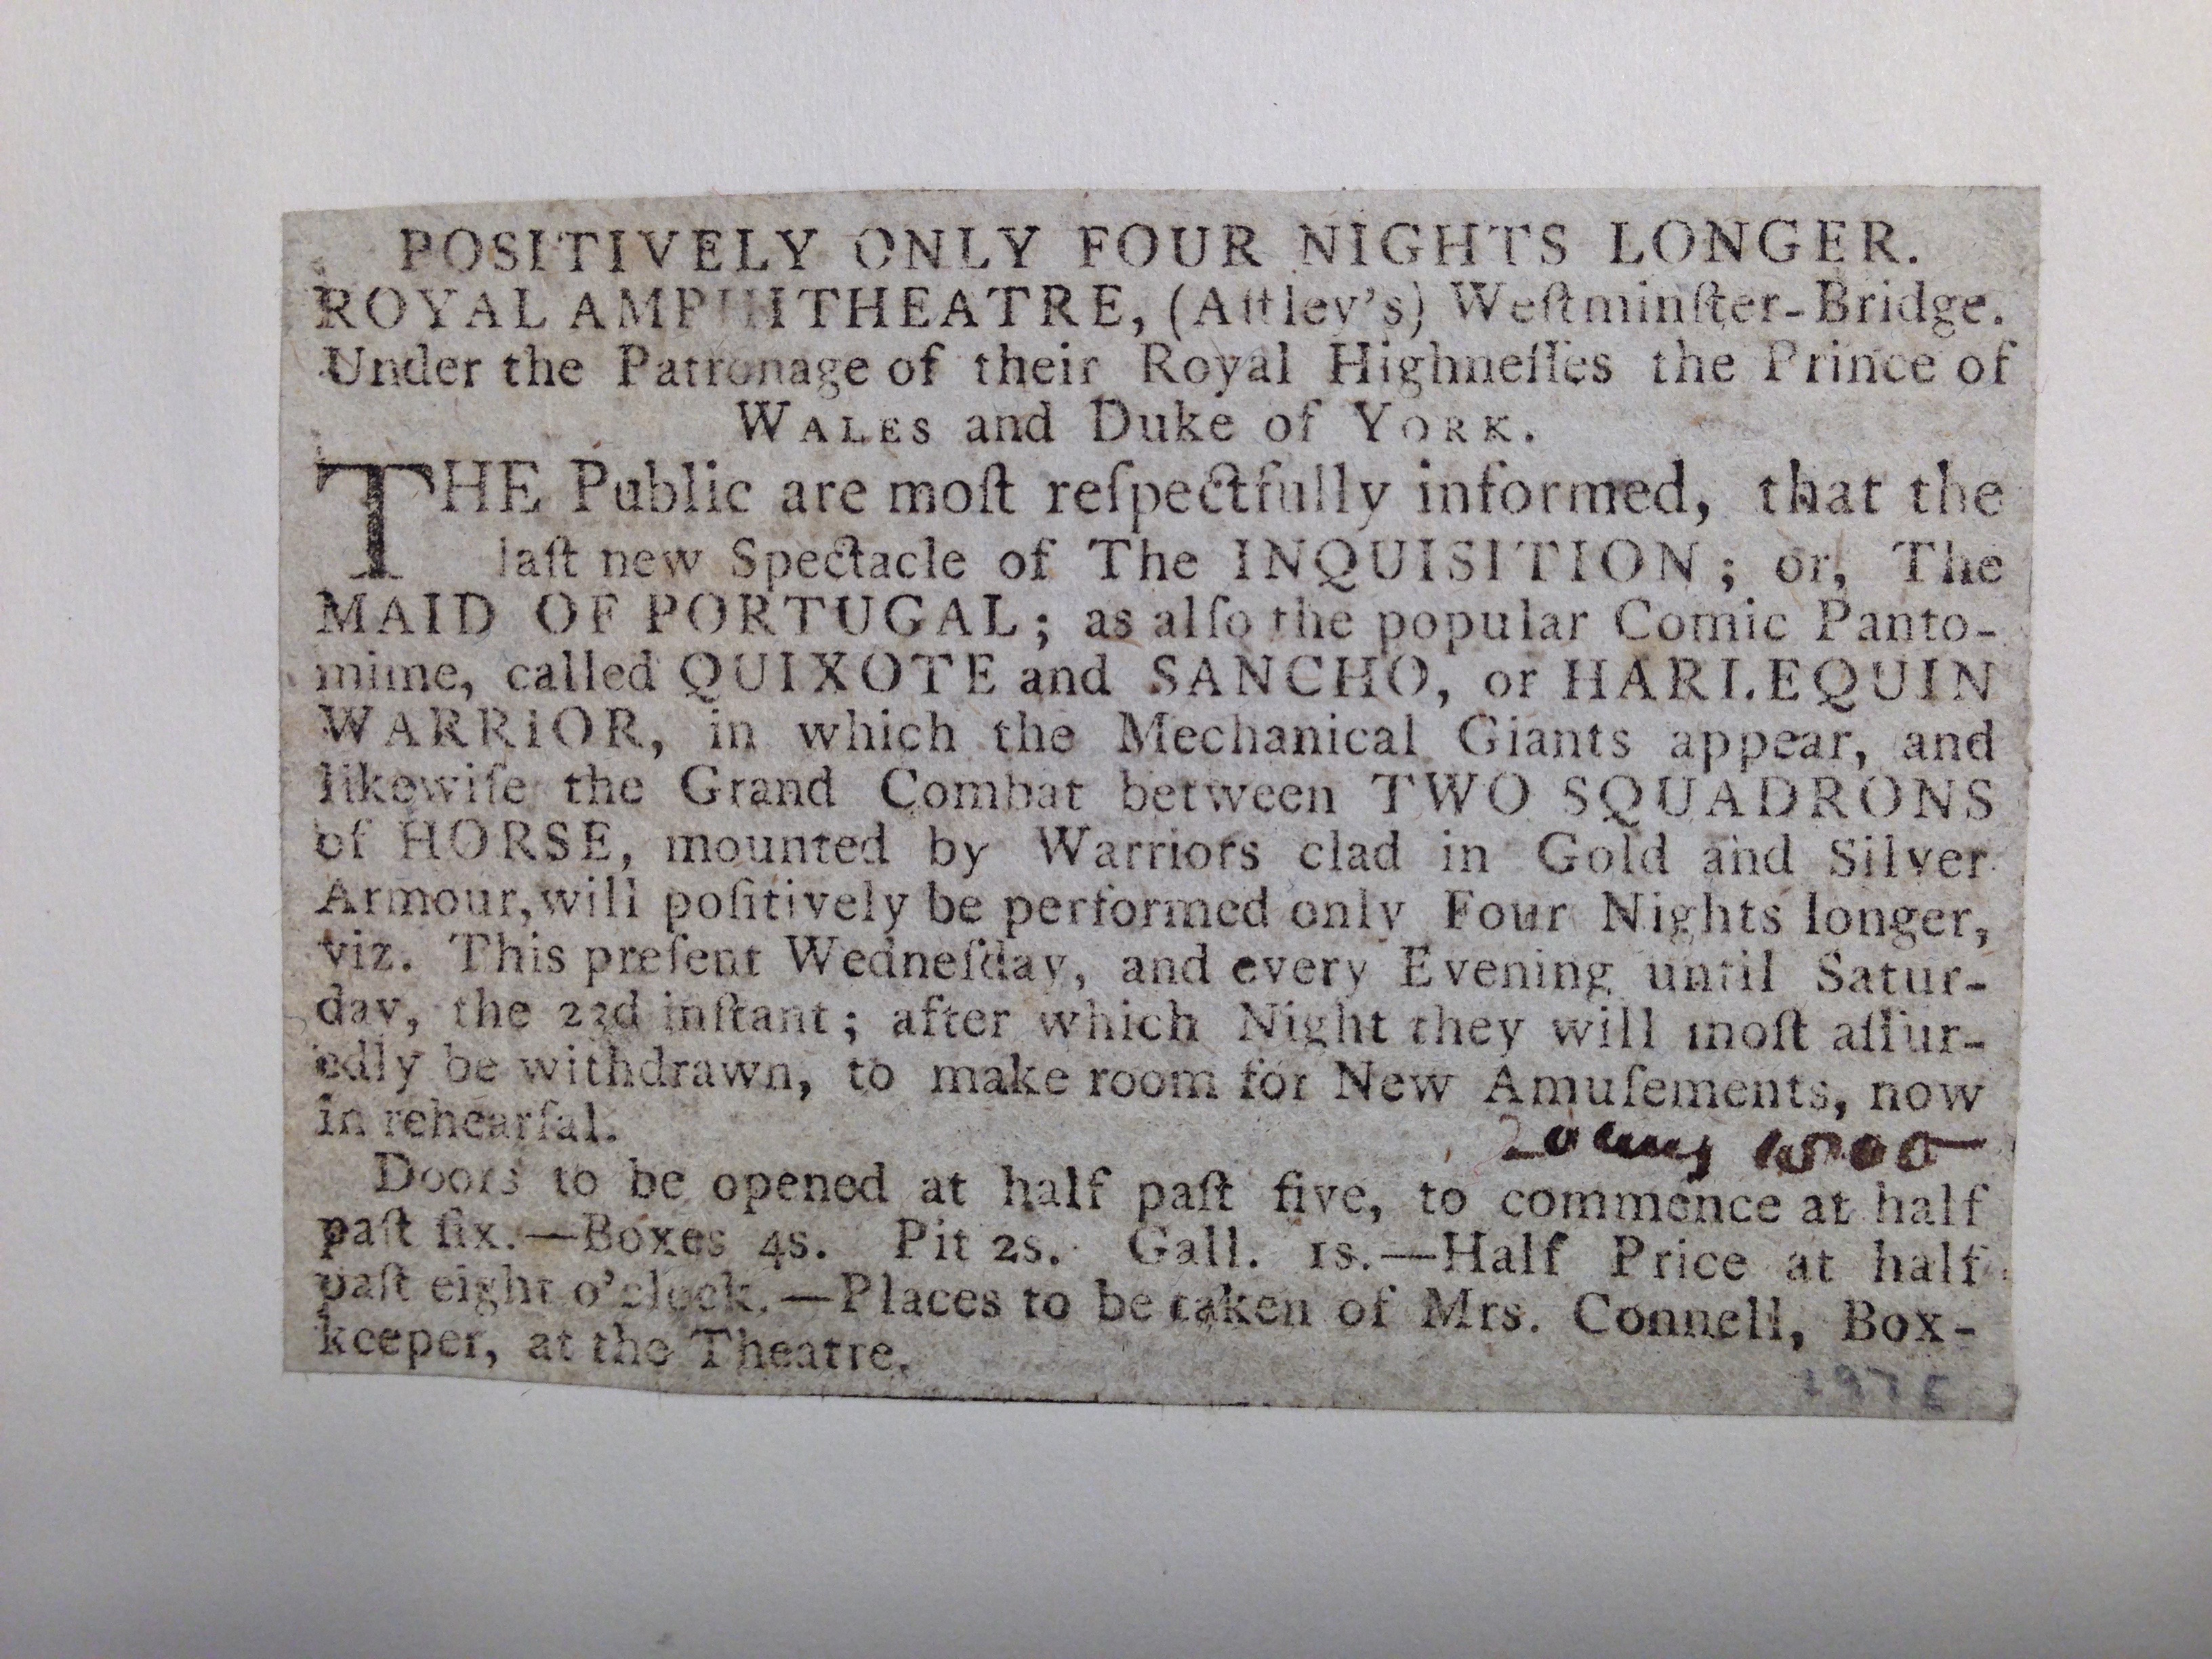 POSITIVELY ONLY FOUR NIGHTS LONGER.
ROYAL AMPHITHEATRE, (Aſtley's) Weſtminſter-Bridge.
Under the Patronage of their Royal Highneſſes the Prince of
WALES and Duke of YORK.
THE Public are moſt reſpectfully informed, that the
laſt new Spectacle of The INQUISITION; or, The
MAID OF PORTUGAL; as alſo the popular Comic Panto-
mime, called QUIXOTE and SANCHO, or HARLEQUIN
WARRIOR, in which the Mechanical Giants appear, and
likewiſe the Grand Combat between TWO SQUADRONS
of HORSE, mounted by Warriors clad in Gold and Silver
Armour, will poſitively be performed only Four Nights longer,
viz. This preſent Wedneſday, and every Evening until Satur-
day, the 23d inſtant; after which Night they will moſt aſſur-
edly be withdrawn, to make room for New Amuſements, now
in rehearſal.
20 Aug 1800
Doors to be opened at half paſt five, to commence at half
paſt ſix.—Boxes 4s. Pit 2s. Gall. 1s.—Half Price at half
paſt eight o'clock.—Places to be taken of Mrs. Connell, Box-
keeper, at the Theatre.